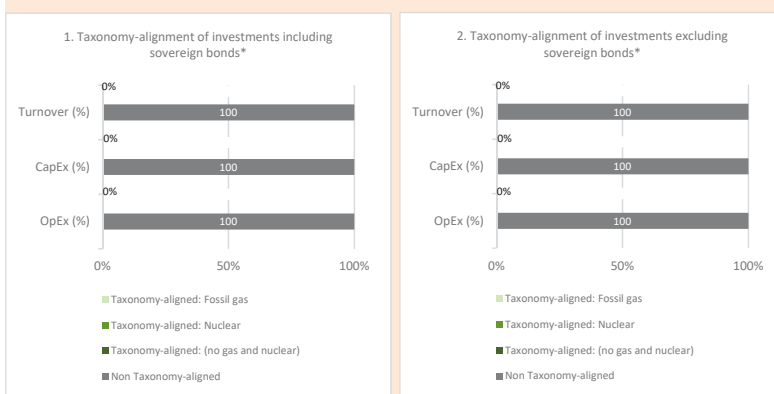 1. Taxonomy-alignment of investments including
sovereign bonds*
0%
Turnover (%)
100
0%
CapEx (%)
100
0%
OpEx (%)
100
0%
50%
100%
Taxonomy-aligned: Fossil gas
Taxonomy-aligned: Nuclear
Taxonomy-aligned: (no gas and nuclear)
Non Taxonomy-aligned
2. Taxonomy-alignment of investments excluding
sovereign bonds*
0%
Turnover (%)
100
0%
CapEx (%)
100
0%
OpEx (%)
100
0%
50%
100%
Taxonomy-aligned: Fossil gas
Taxonomy-aligned: Nuclear
Taxonomy-aligned: (no gas and nuclear)
Non Taxonomy-aligned